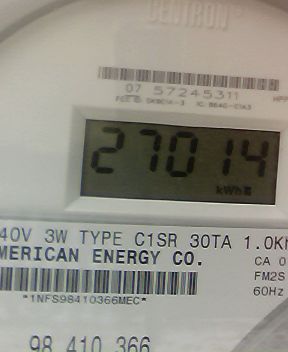 CENTRON®
07 57245311
27014
kWh
40V 3W TYPE C1SR 30TA 1.0K
MERICAN ENERGY CO.
CA 0
FM2S
60Hz
*1NFS98410366MEC*
98 410 366